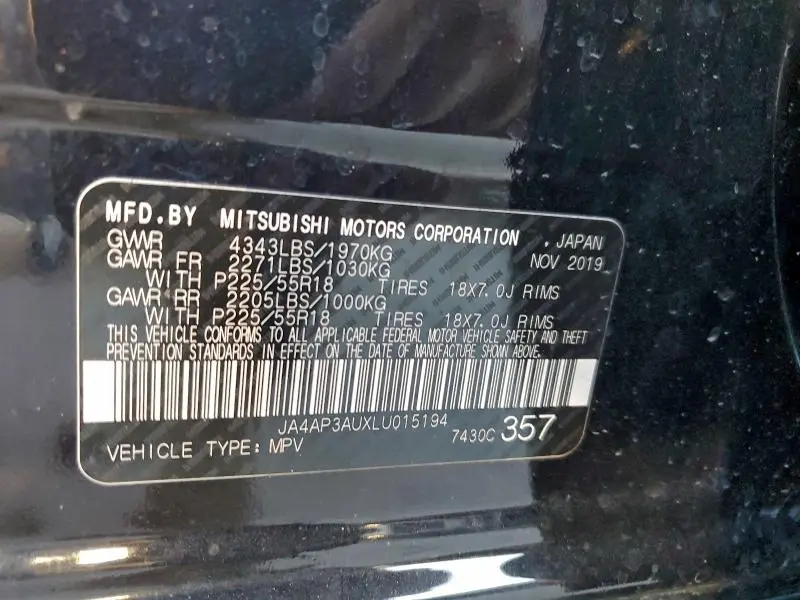 MFD.BY MITSUBISHI MOTORS CORPORATION . JAPAN
GVWR 4343LBS/1970KG NOV 2019
GAWR FR 2271LBS/1030KG
WITH P225/55R18 TIRES 18X7.0J RIMS
GAWR RR 2205LBS/1000KG
WITH P225/55R18 TIRES 18X7.0J RIMS
THIS VEHICLE CONFORMS TO ALL APPLICABLE FEDERAL MOTOR VEHICLE SAFETY AND THEFT
PREVENTION STANDARDS IN EFFECT ON THE DATE OF MANUFACTURE SHOWN ABOVE.
JA4AP3AUXLU015194
VEHICLE TYPE: MPV 7430C 357